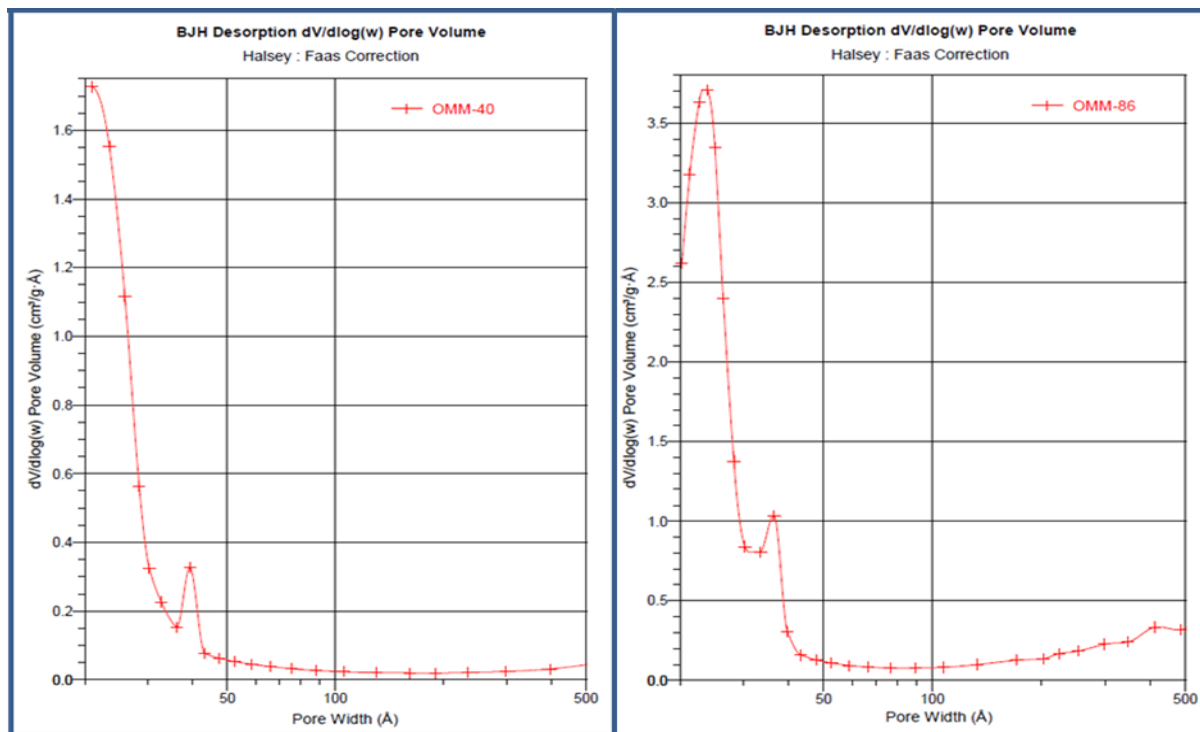 BJH Desorption dV/dlog(w) Pore Volume
Halsey : Faas Correction
OMM-40
dV/dlog(w) Pore Volume (cm³/g·Å)
1.6
1.4
1.2
1.0
0.8
0.6
0.4
0.2
0.0
50
100
500
Pore Width (Å)
BJH Desorption dV/dlog(w) Pore Volume
Halsey : Faas Correction
OMM-86
dV/dlog(w) Pore Volume (cm³/g·Å)
3.5
3.0
2.5
2.0
1.5
1.0
0.5
0.0
50
100
500
Pore Width (Å)